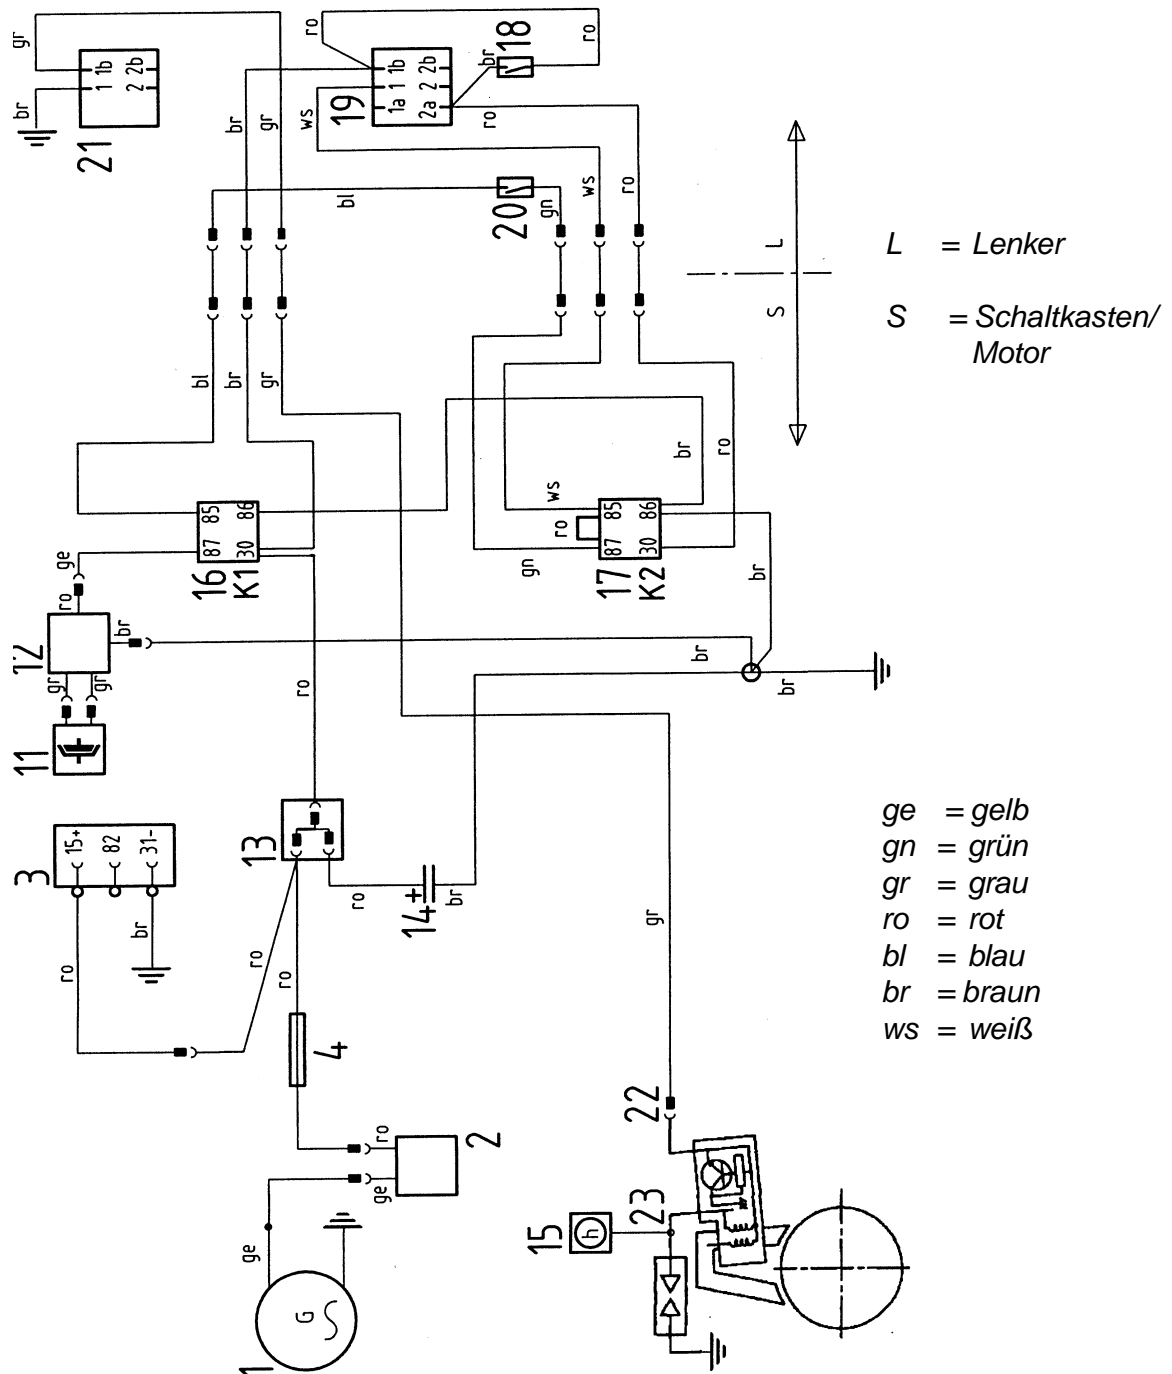 ro
18
ro
gr
br
1b 2b
1 2
1b 2b
1 2
1a 2a
br
21
19
ws
br
gr
ro
bl
20
gn
ws
ro
L
S
L = Lenker
S = Schaltkasten/
Motor
bl
br
gr
br
ro
ws
ro
gn
85 86
87 30
16
K1
85 86
87 30
17
K2
ge
ro
br
12
gr
gr
11
ro
br
br
br
3
15+
82
31-
13
ro
br
14
+
ro
br
ro
ro
gr
ge = gelb
gn = grün
gr = grau
ro = rot
bl = blau
br = braun
ws = weiß
4
22
2
ro
ge
ge
15
h
23
G
1